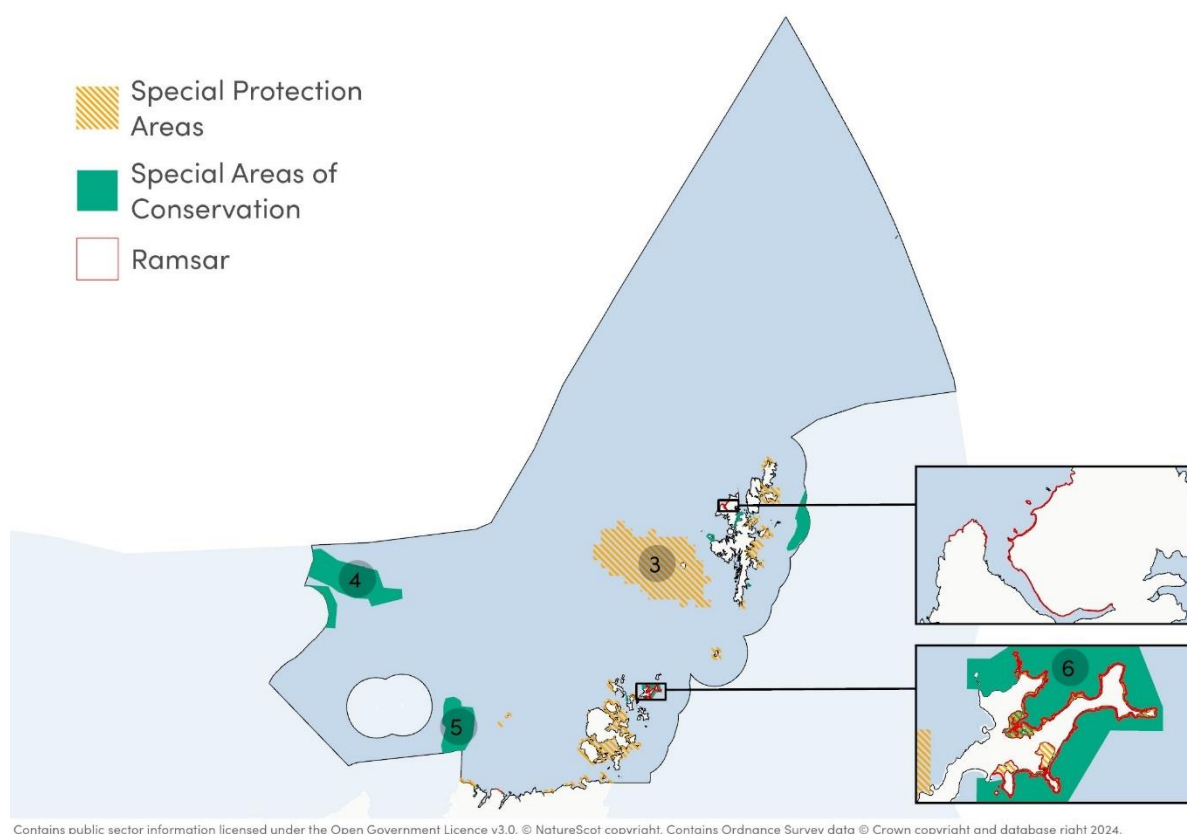 Special Protection
Areas
Special Areas of
Conservation
Ramsar
3
4
5
6
Contains public sector information licensed under the Open Government Licence v3.0. © NatureScot copyright. Contains Ordnance Survey data © Crown copyright and database right 2024.